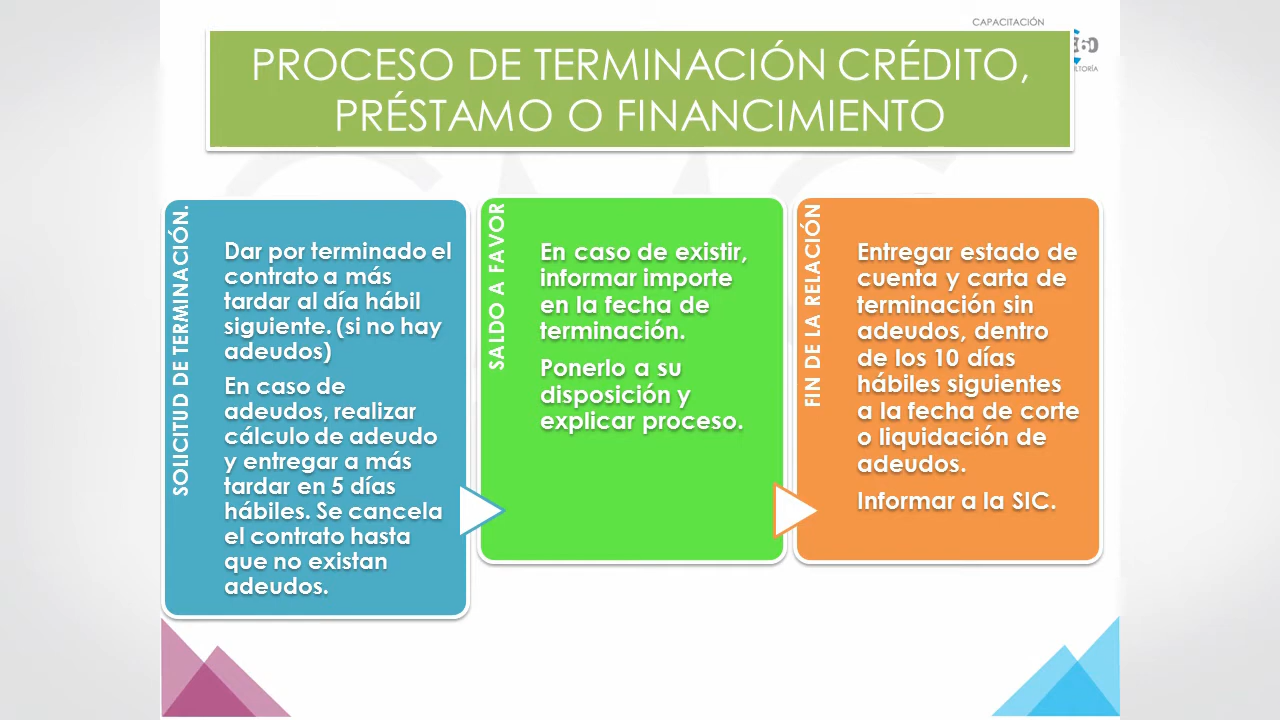 CAPACITACIÓN
PROCESO DE TERMINACIÓN CRÉDITO,
PRÉSTAMO O FINANCIMIENTO
SOLICITUD DE TERMINACIÓN.
Dar por terminado el
contrato a más
tardar al día hábil
siguiente. (si no hay
adeudos)
En caso de
adeudos, realizar
cálculo de adeudo
y entregar a más
tardar en 5 días
hábiles. Se cancela
el contrato hasta
que no existan
adeudos.
SALDO A FAVOR
En caso de existir,
informar importe
en la fecha de
terminación.
Ponerlo a su
disposición y
explicar proceso.
FIN DE LA RELACIÓN
Entregar estado de
cuenta y carta de
terminación sin
adeudos, dentro
de los 10 días
hábiles siguientes
a la fecha de corte
o liquidación de
adeudos.
Informar a la SIC.